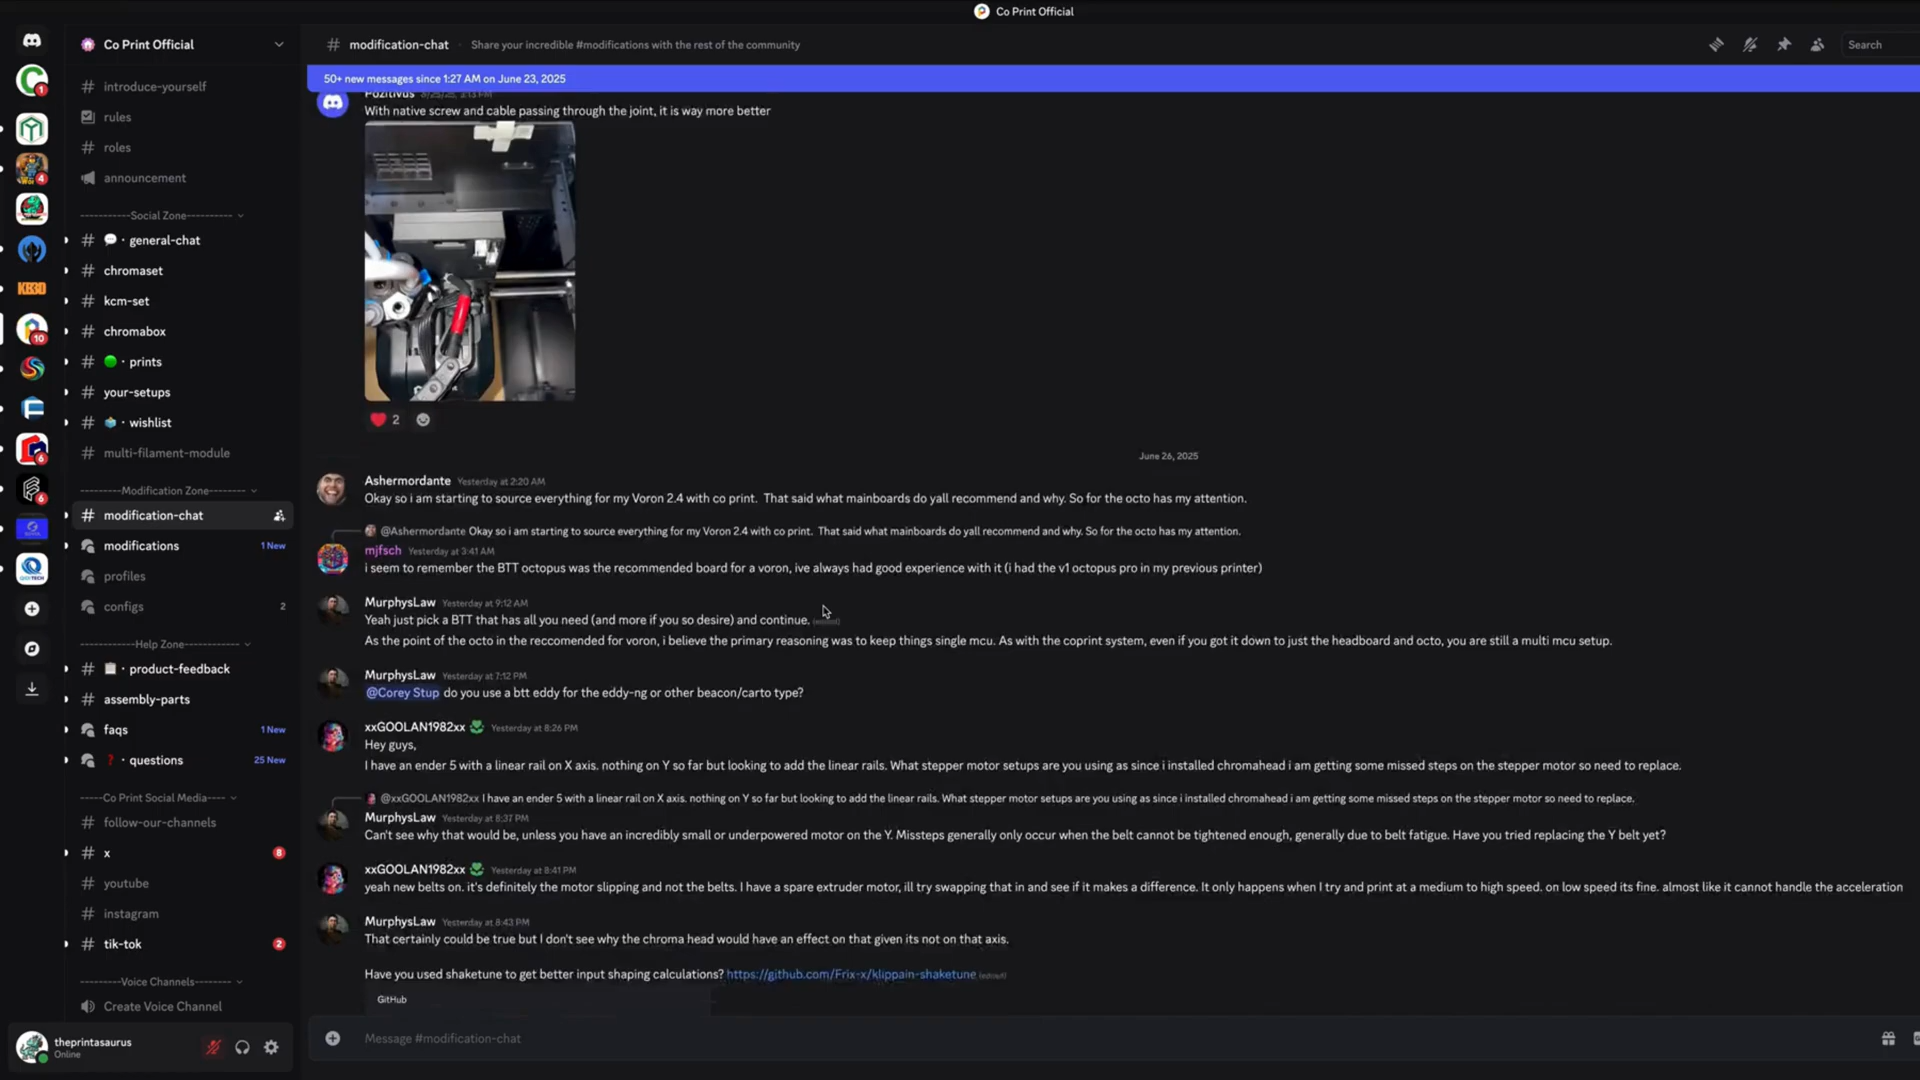 Co Print Official
Co Print Official
introduce-yourself
rules
roles
announcement
-----------Social Zone----------
general-chat
chromaset
kcm-set
chromabox
prints
your-setups
wishlist
multi-filament-module
--------Modification Zone-------
modification-chat
modifications 1 New
profiles
configs 2
-----------Help Zone---------
product-feedback
assembly-parts
faqs 1 New
questions 25 New
-----Co Print Social Media----
follow-our-channels
x 8
youtube
instagram
tik-tok 2
---------Voice Channels-------
Create Voice Channel
theprintasaurus
Online
1
4
KB3D
10
6
6
# modification-chat Share your incredible #modifications with the rest of the community
Search
50+ new messages since 1:27 AM on June 23, 2025
Pozitivus
With native screw and cable passing through the joint, it is way more better
2
June 26, 2025
Ashermordante Yesterday at 2:20 AM
Okay so i am starting to source everything for my Voron 2.4 with co print. That said what mainboards do yall recommend and why. So for the octo has my attention.
@Ashermordante Okay so i am starting to source everything for my Voron 2.4 with co print. That said what mainboards do yall recommend and why. So for the octo has my attention.
mjfsch Yesterday at 3:41 AM
i seem to remember the BTT octopus was the recommended board for a voron, ive always had good experience with it (i had the v1 octopus pro in my previous printer)
MurphysLaw Yesterday at 9:12 AM
Yeah just pick a BTT that has all you need (and more if you so desire) and continue. (edited)
As the point of the octo in the reccomended for voron, i believe the primary reasoning was to keep things single mcu. As with the coprint system, even if you got it down to just the headboard and octo, you are still a multi mcu setup.
MurphysLaw Yesterday at 7:12 PM
@Corey Stup do you use a btt eddy for the eddy-ng or other beacon/carto type?
xxGOOLAN1982xx Yesterday at 8:26 PM
Hey guys,
I have an ender 5 with a linear rail on X axis. nothing on Y so far but looking to add the linear rails. What stepper motor setups are you using as since i installed chromahead i am getting some missed steps on the stepper motor so need to replace.
@xxGOOLAN1982xx I have an ender 5 with a linear rail on X axis. nothing on Y so far but looking to add the linear rails. What stepper motor setups are you using as since i installed chromahead i am getting some missed steps on the stepper motor so need to replace.
MurphysLaw Yesterday at 8:37 PM
Can't see why that would be, unless you have an incredibly small or underpowered motor on the Y. Missteps generally only occur when the belt cannot be tightened enough, generally due to belt fatigue. Have you tried replacing the Y belt yet?
xxGOOLAN1982xx Yesterday at 8:41 PM
yeah new belts on. it's definitely the motor slipping and not the belts. I have a spare extruder motor, ill try swapping that in and see if it makes a difference. It only happens when I try and print at a medium to high speed. on low speed its fine. almost like it cannot handle the acceleration
MurphysLaw Yesterday at 8:43 PM
That certainly could be true but I don't see why the chroma head would have an effect on that given its not on that axis.
Have you used shaketune to get better input shaping calculations? https://github.com/Frix-x/klippain-shaketune (edited)
GitHub
Message #modification-chat